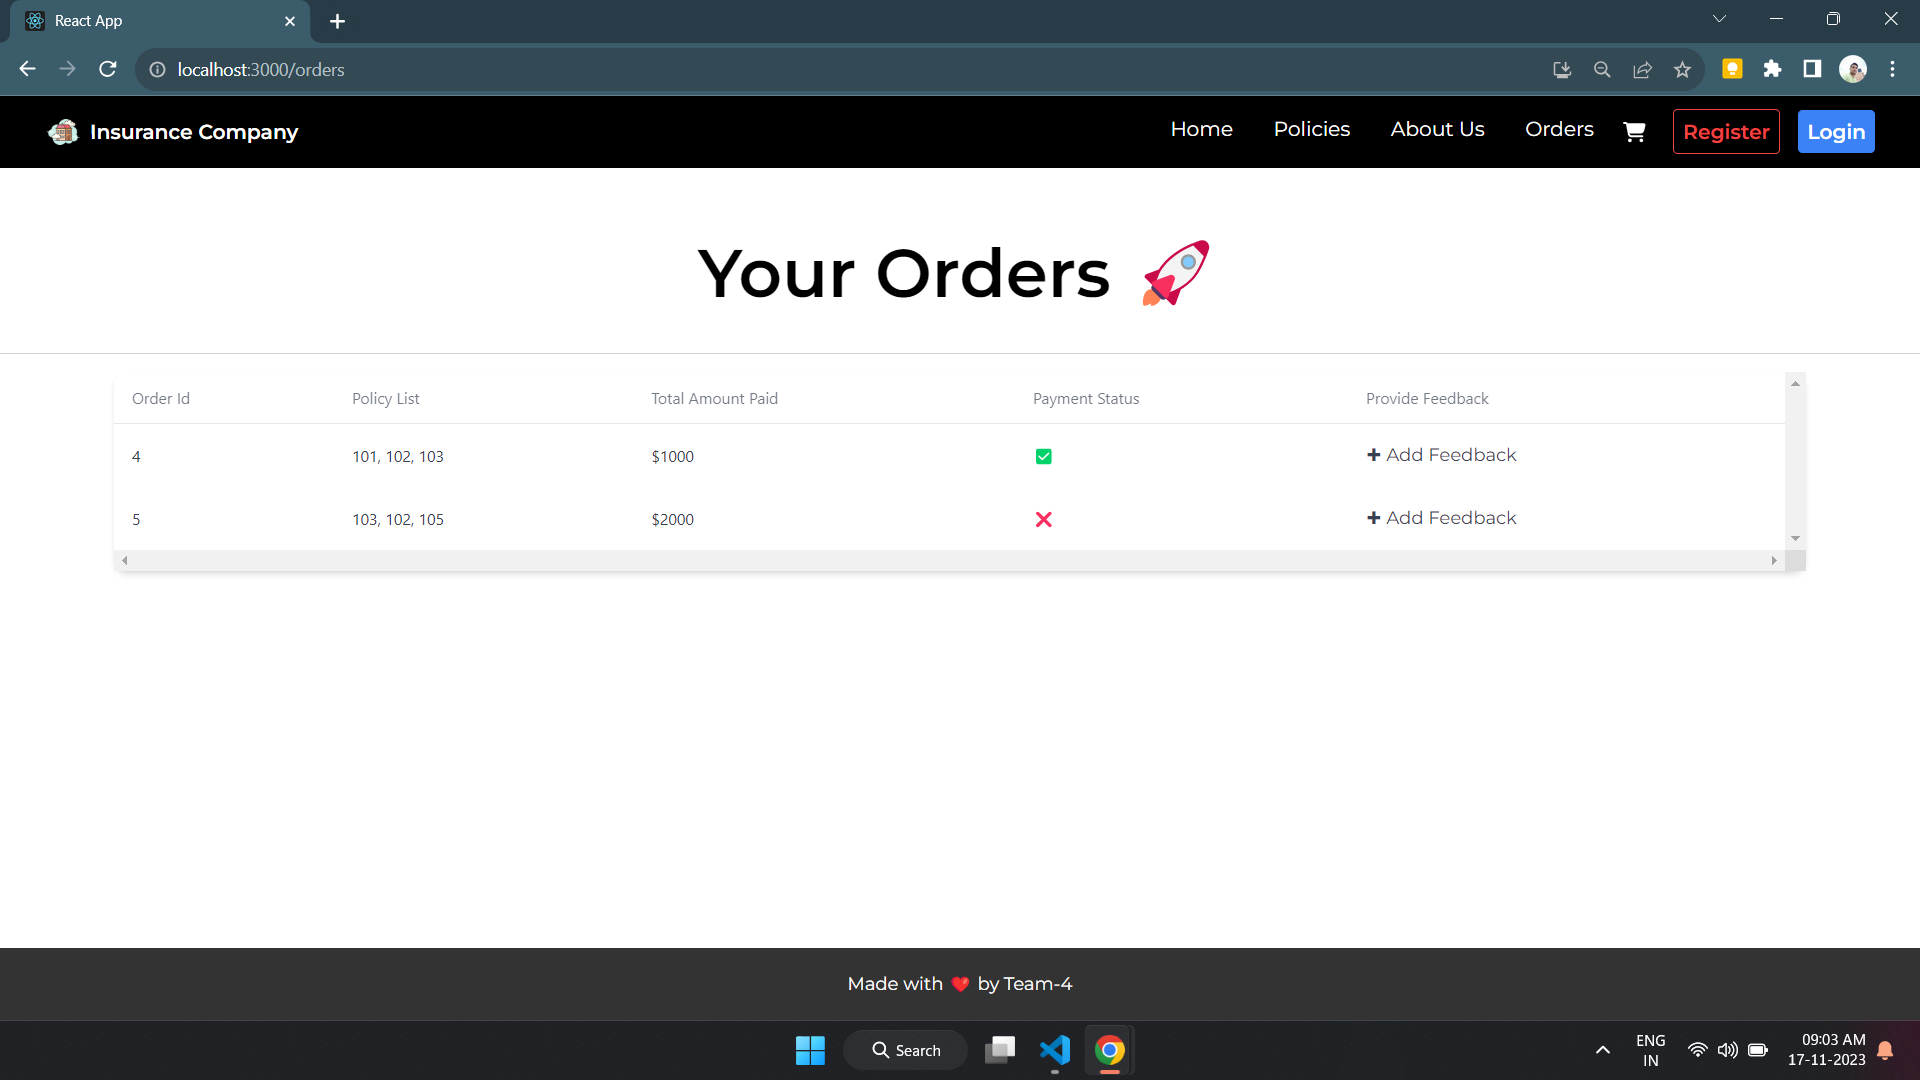 React App
localhost:3000/orders
Insurance Company
Home Policies About Us Orders Register Login
Your Orders 🚀
Order Id Policy List Total Amount Paid Payment Status Provide Feedback
4 101, 102, 103 $1000 ✅ + Add Feedback
5 103, 102, 105 $2000 ❌ + Add Feedback
Made with ❤️ by Team-4
Search
ENG
IN
09:03 AM
17-11-2023